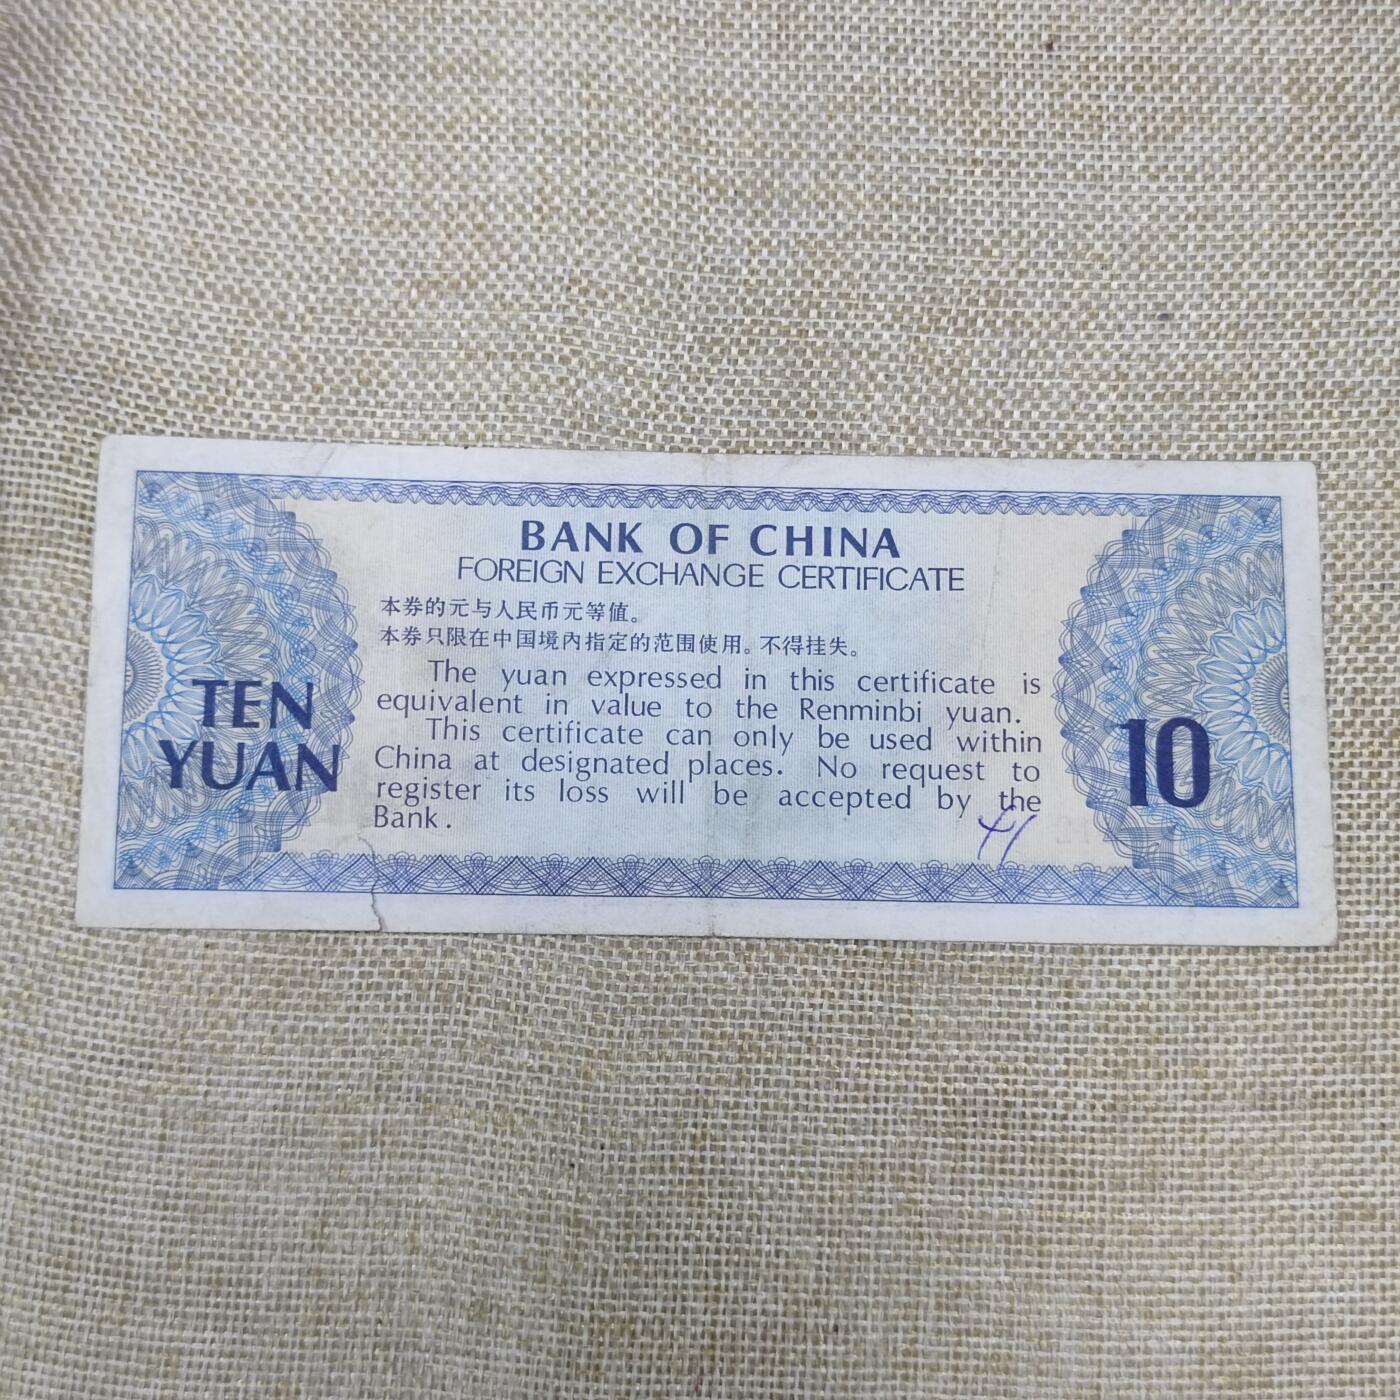 BANK OF CHINA
FOREIGN EXCHANGE CERTIFICATE
本券的元与人民币元等値。
本券只限在中国境內指定的范围使用。不得挂失。
The yuan expressed in this certificate is
equivalent in value to the Renminbi yuan.
This certificate can only be used within
China at designated places. No request to
register its loss will be accepted by the
Bank.
TEN
YUAN
10